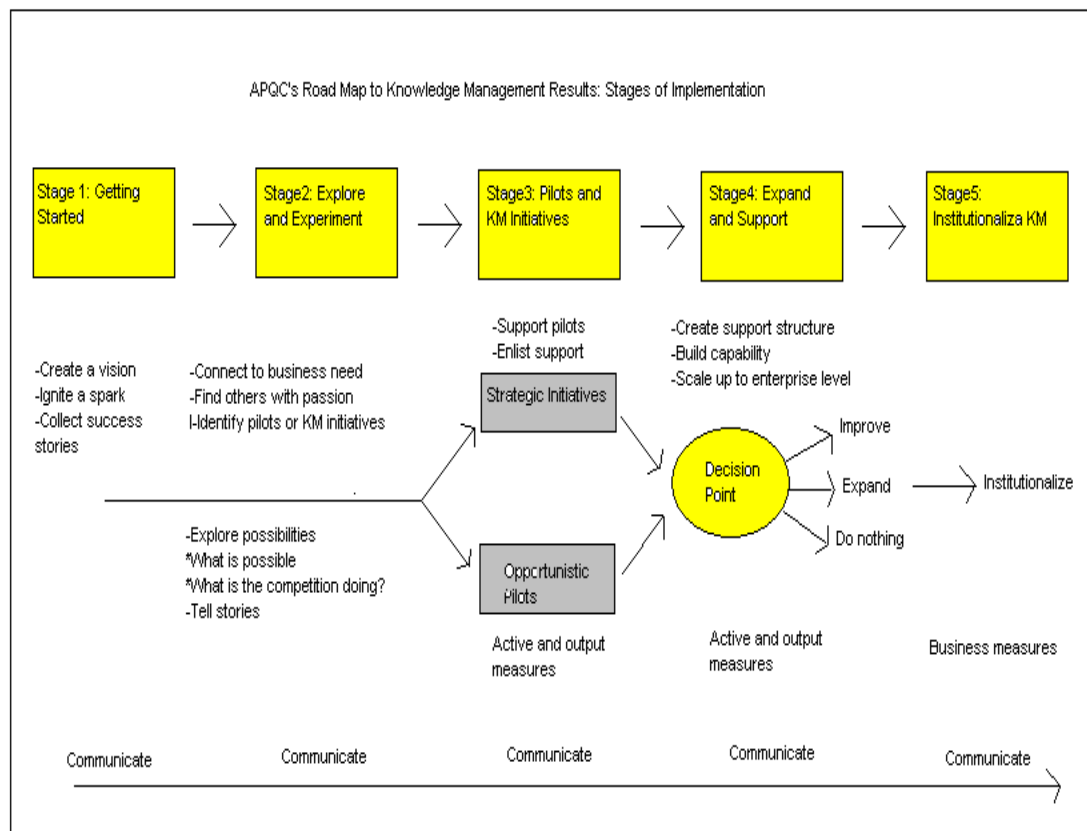 APQC's Road Map to Knowledge Management Results: Stages of Implementation
Stage 1: Getting
Started
Stage2: Explore
and Experiment
Stage3: Pilots and
KM Initiatives
Stage4: Expand
and Support
Stage5:
Institutionaliza KM
-Create a vision
-Ignite a spark
-Collect success
stories
-Connect to business need
-Find others with passion
I-Identify pilots or KM initiatives
-Support pilots
-Enlist support
-Create support structure
-Build capability
-Scale up to enterprise level
Strategic Initiatives
Decision
Point
Improve
Expand
Do nothing
Institutionalize
-Explore possibilities
*What is possible
*What is the competition doing?
-Tell stories
Opportunistic
Pilots
Active and output
measures
Active and output
measures
Business measures
Communicate
Communicate
Communicate
Communicate
Communicate